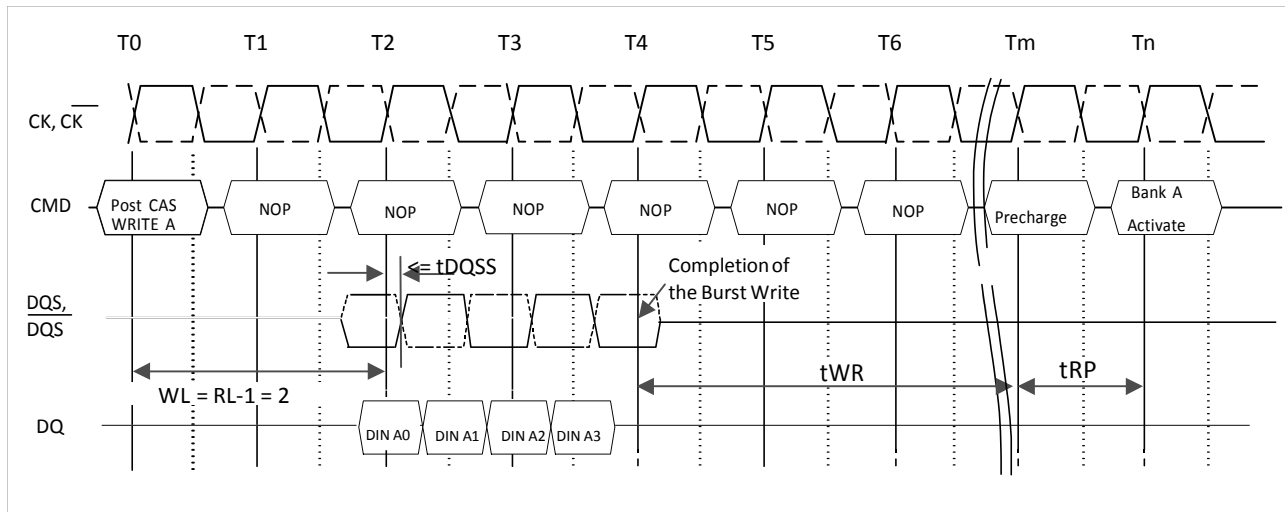 T0 T1 T2 T3 T4 T5 T6 Tm Tn
CK, CK
CMD
Post CAS
WRITE A
NOP
NOP
NOP
NOP
NOP
NOP
Precharge
Bank A
Activate
<= tDQSS
Completion of
the Burst Write
DQS,
DQS
WL = RL-1 = 2
tWR
tRP
DQ
DIN A0
DIN A1
DIN A2
DIN A3